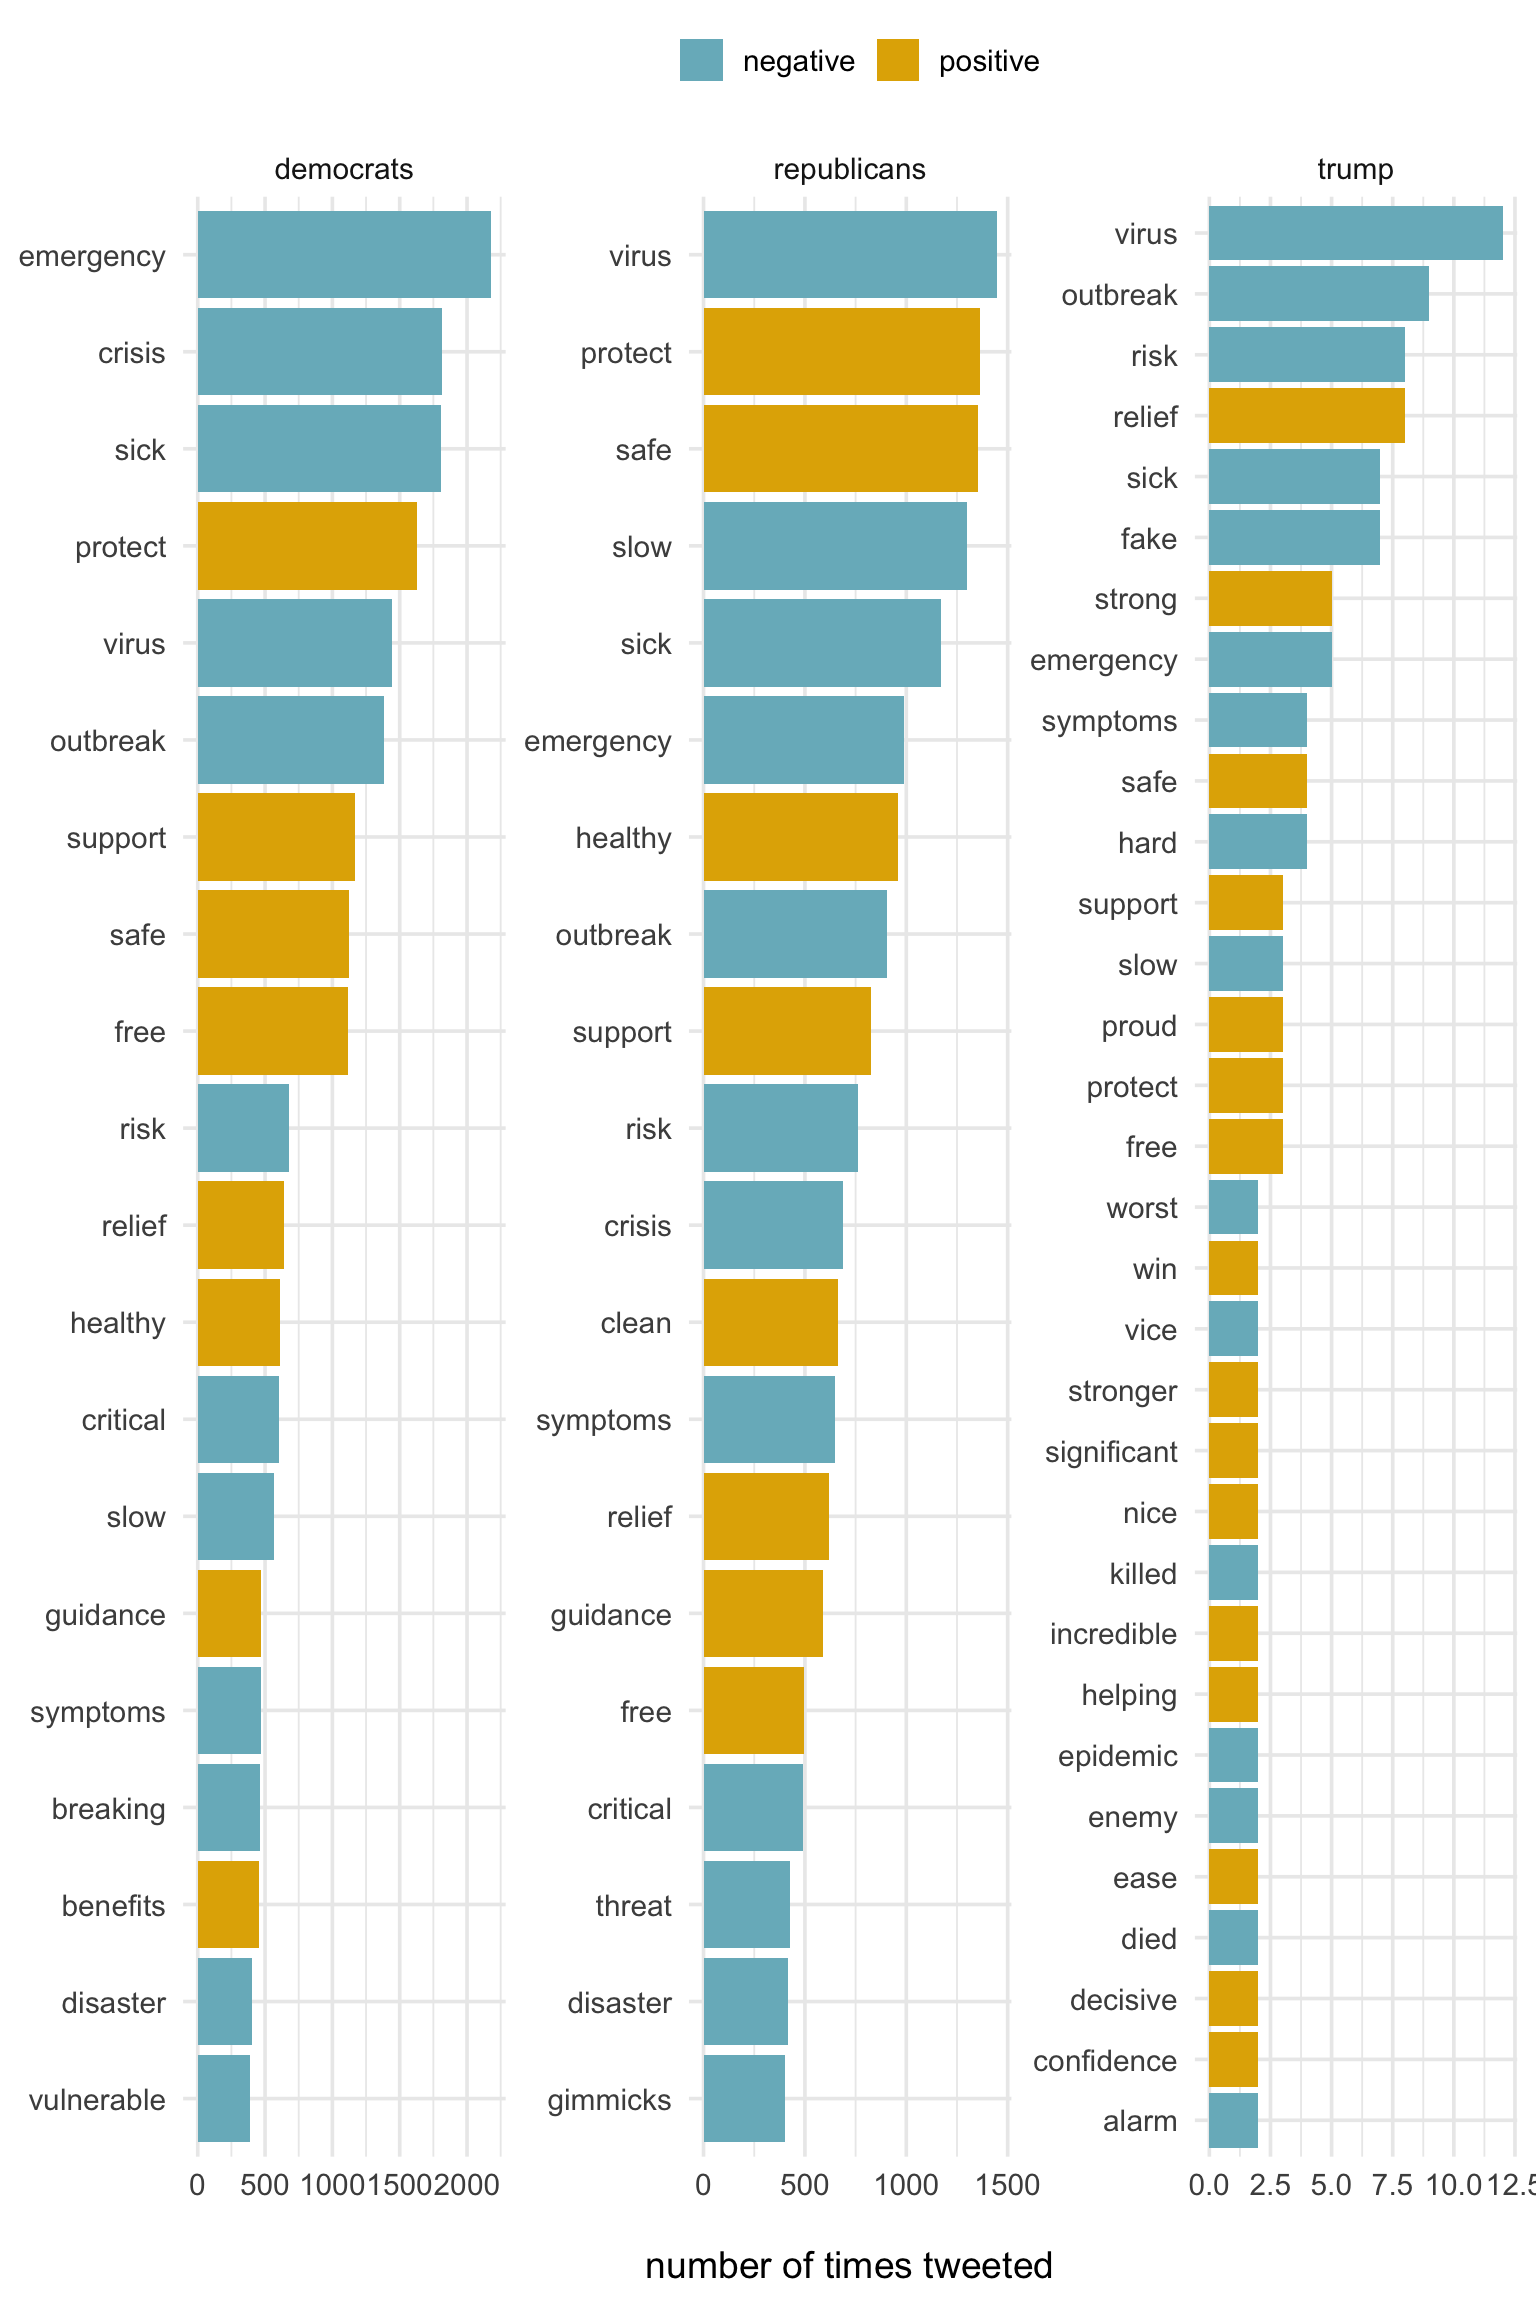 negative positive
democrats
emergency
crisis
sick
protect
virus
outbreak
support
safe
free
risk
relief
healthy
critical
slow
guidance
symptoms
breaking
benefits
disaster
vulnerable
0 500 1000 1500 2000
republicans
virus
protect
safe
slow
sick
emergency
healthy
outbreak
support
risk
crisis
clean
symptoms
relief
guidance
free
critical
threat
disaster
gimmicks
0 500 1000 1500
trump
virus
outbreak
risk
relief
sick
fake
strong
emergency
symptoms
safe
hard
support
slow
proud
protect
free
worst
win
vice
stronger
significant
nice
killed
incredible
helping
epidemic
enemy
ease
died
decisive
confidence
alarm
0.0 2.5 5.0 7.5 10.0 12.5
number of times tweeted